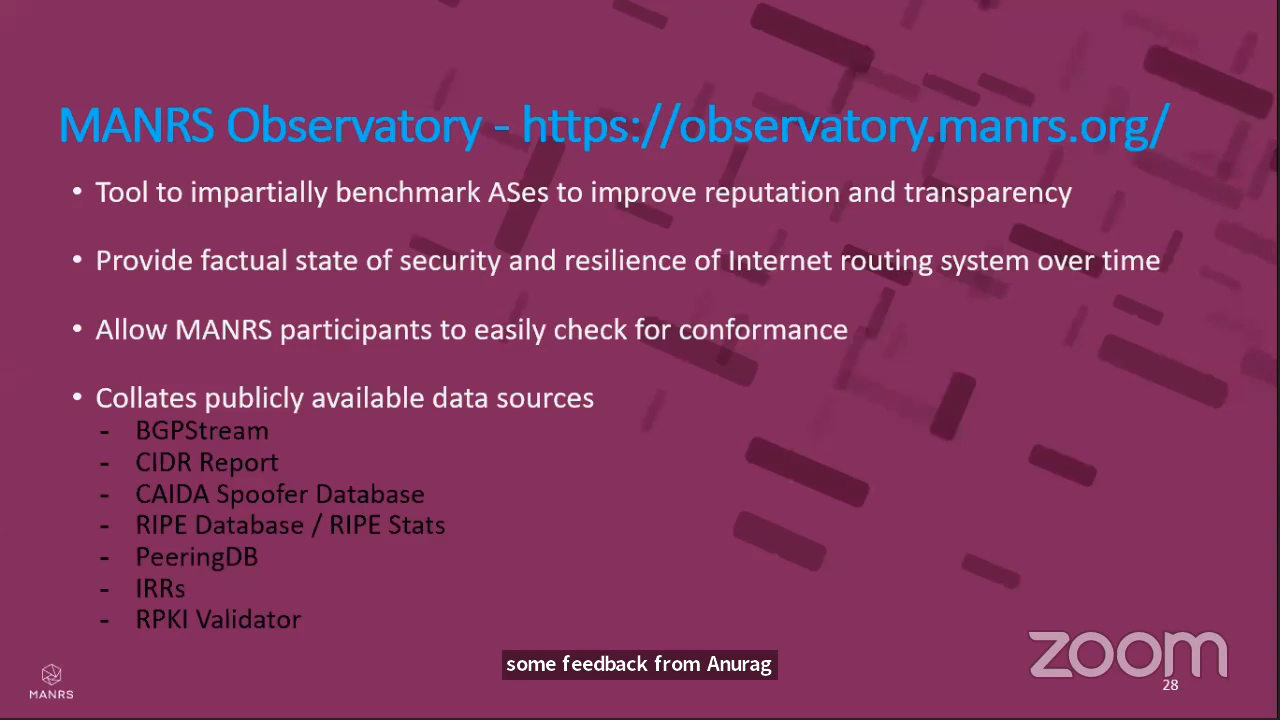 MANRS Observatory - https://observatory.manrs.org/
• Tool to impartially benchmark ASes to improve reputation and transparency
• Provide factual state of security and resilience of Internet routing system over time
• Allow MANRS participants to easily check for conformance
• Collates publicly available data sources
- BGPStream
- CIDR Report
- CAIDA Spoofer Database
- RIPE Database / RIPE Stats
- PeeringDB
- IRRs
- RPKI Validator
some feedback from Anurag
zoom
28
MANRS